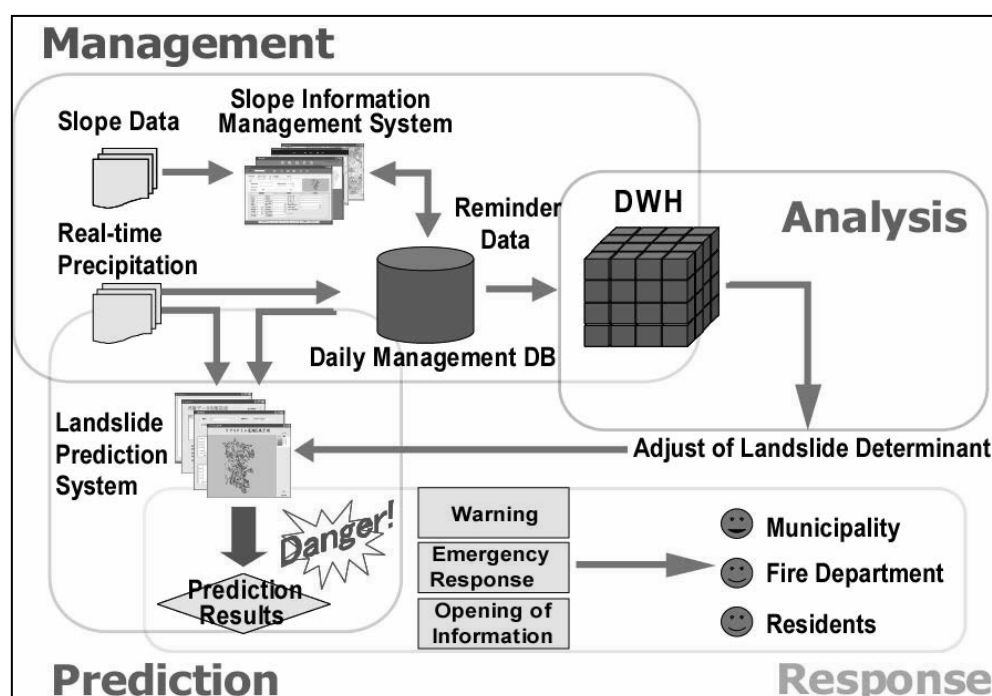 Management
Slope Data
Slope Information
Management System
Real-time
Precipitation
Reminder
Data
DWH
Analysis
Daily Management DB
Landslide
Prediction
System
Adjust of Landslide Determinant
Danger!
Prediction
Results
Warning
Emergency
Response
Opening of
Information
Municipality
Fire Department
Residents
Prediction
Response